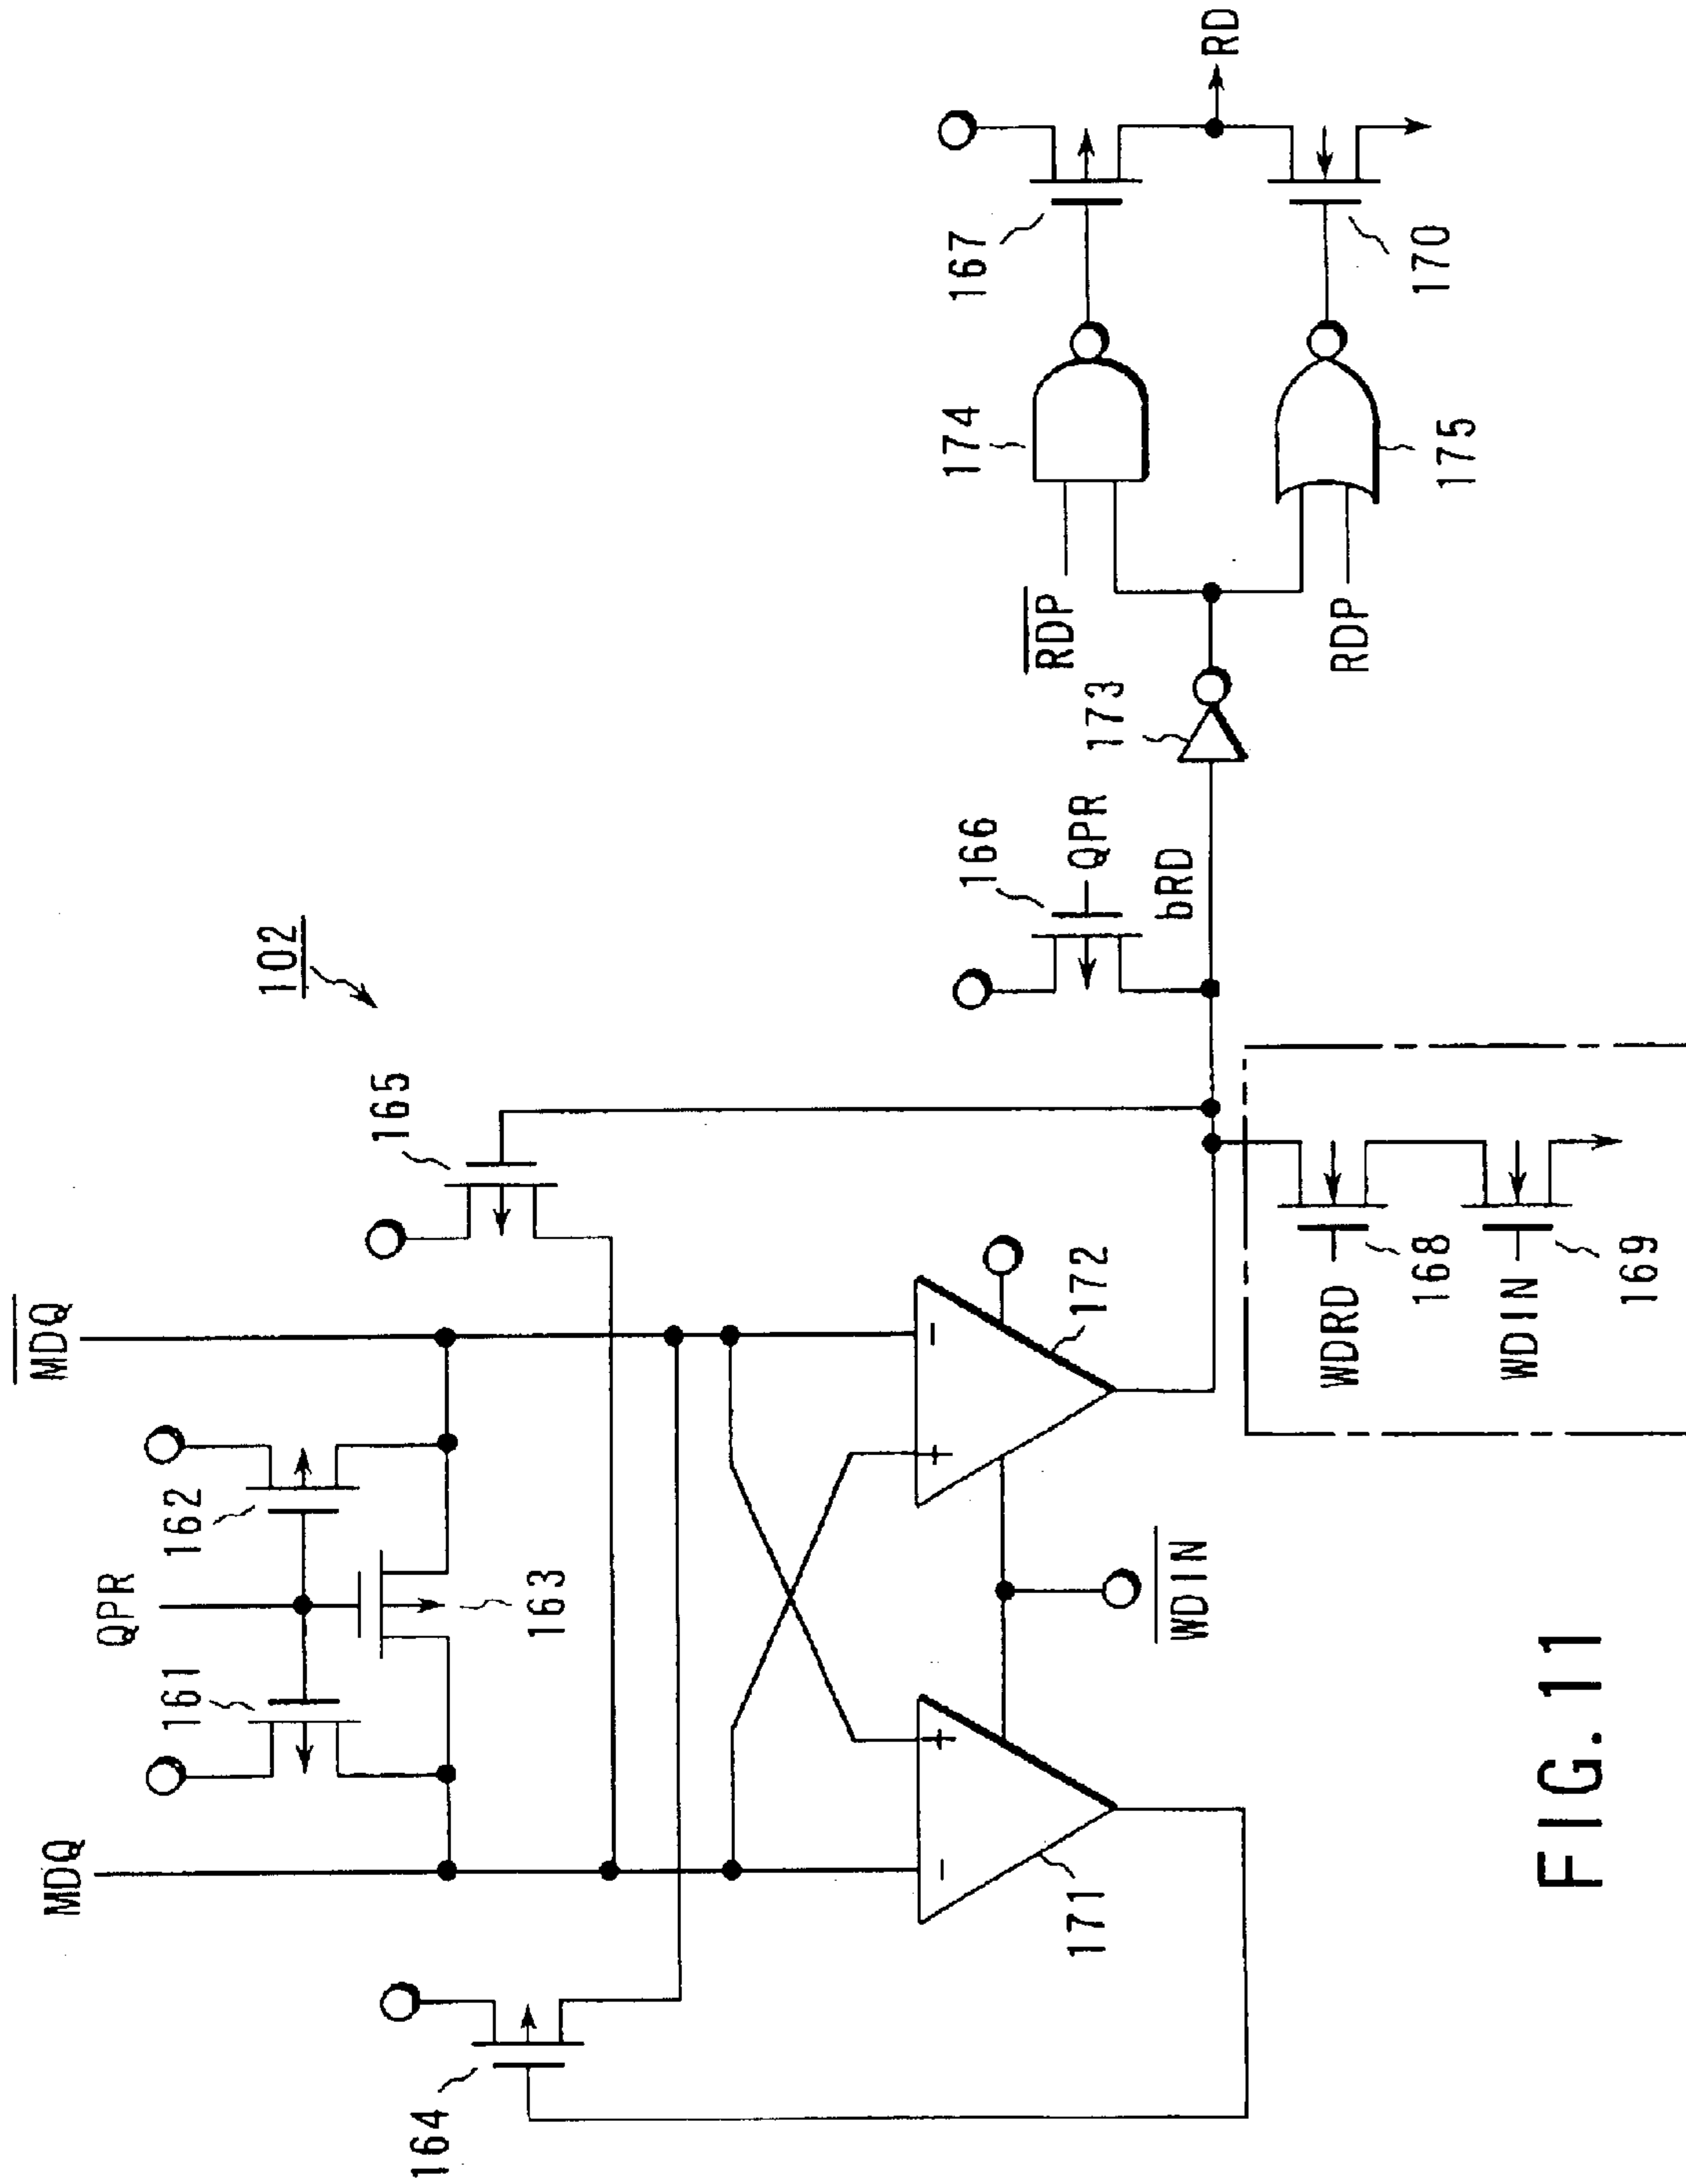 102
MDQ
MDQ
QPR
161
162
163
164
165
166
QPR
bRD
167
RD
170
174
175
RDP
RDP
173
+
-
-
+
171
172
WDIN
WDRD
168
WDIN
169
FIG. 11